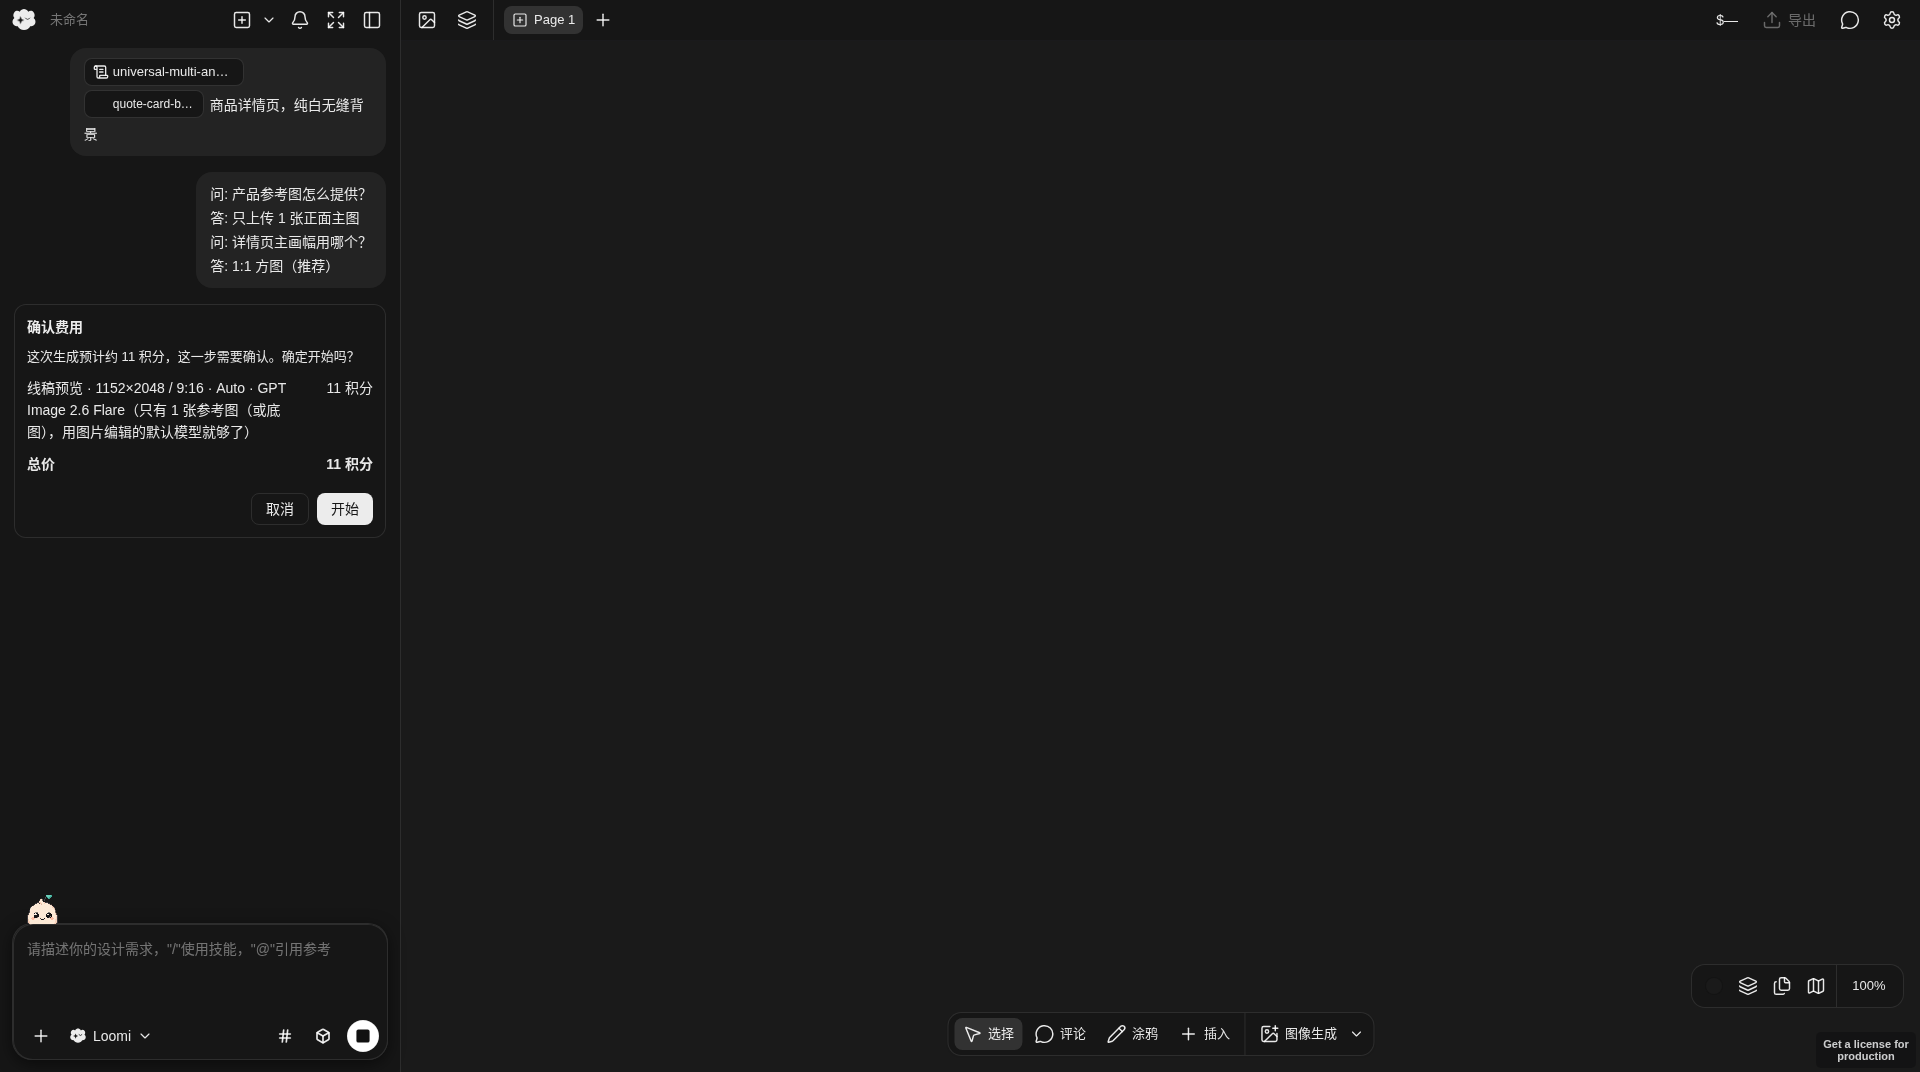 未命名
Page 1
$—
导出
universal-multi-an…
quote-card-b… 商品详情页，纯白无缝背
景
问: 产品参考图怎么提供？
答: 只上传 1 张正面主图
问: 详情页主画幅用哪个？
答: 1:1 方图（推荐）
确认费用
这次生成预计约 11 积分，这一步需要确认。确定开始吗？
线稿预览 · 1152×2048 / 9:16 · Auto · GPT 11 积分
Image 2.6 Flare（只有 1 张参考图（或底
图），用图片编辑的默认模型就够了）
总价 11 积分
取消 开始
请描述你的设计需求，"/"使用技能，"@"引用参考
Loomi
选择 评论 涂鸦 插入 图像生成
100%
Get a license for
production